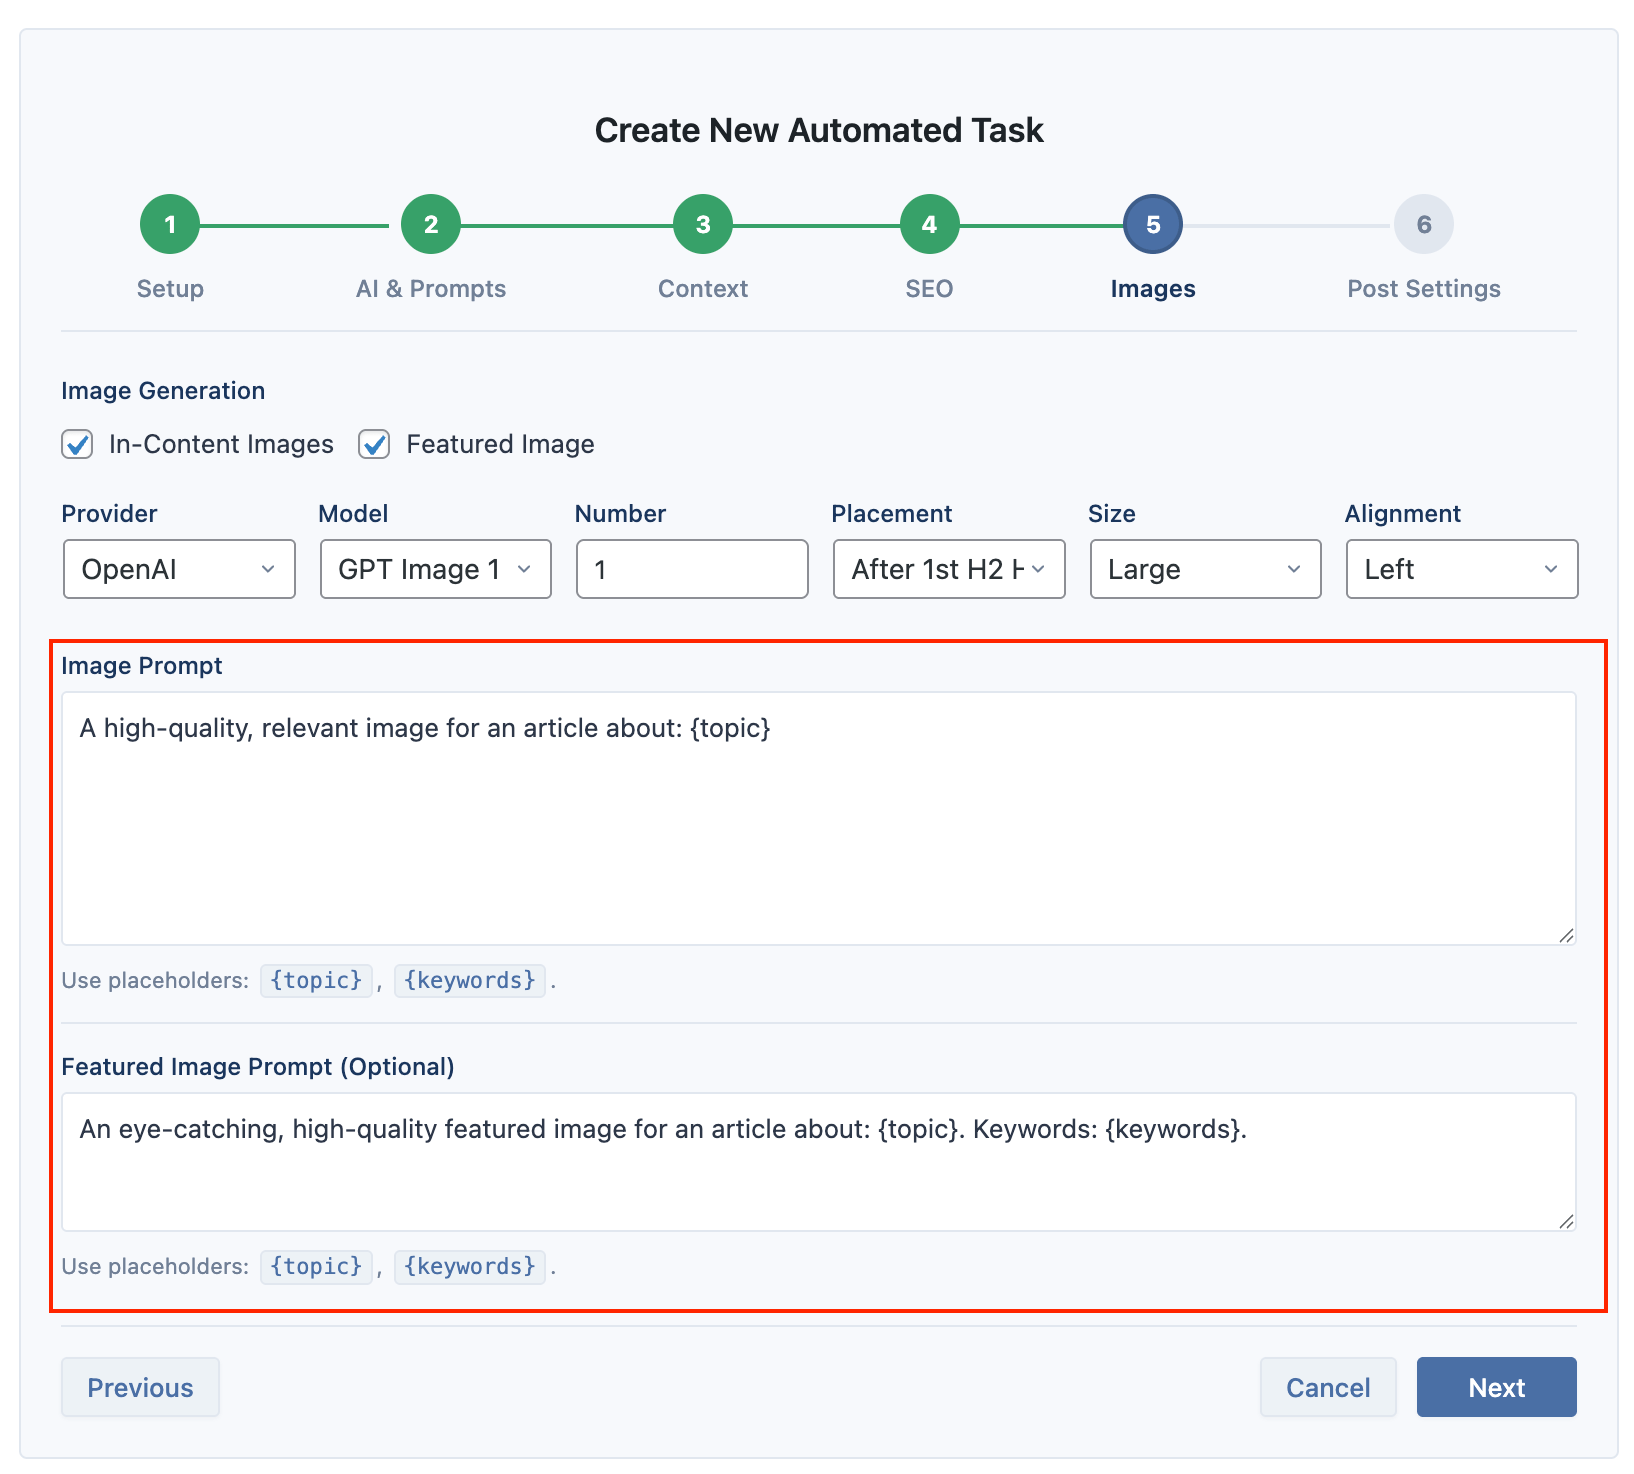 Create New Automated Task
1 2 3 4 5 6
Setup AI & Prompts Context SEO Images Post Settings
Image Generation
In-Content Images Featured Image
Provider Model Number Placement Size Alignment
OpenAI GPT Image 1 1 After 1st H2 H Large Left
Image Prompt
A high-quality, relevant image for an article about: {topic}
Use placeholders: {topic} , {keywords} .
Featured Image Prompt (Optional)
An eye-catching, high-quality featured image for an article about: {topic}. Keywords: {keywords}.
Use placeholders: {topic} , {keywords} .
Previous Cancel Next